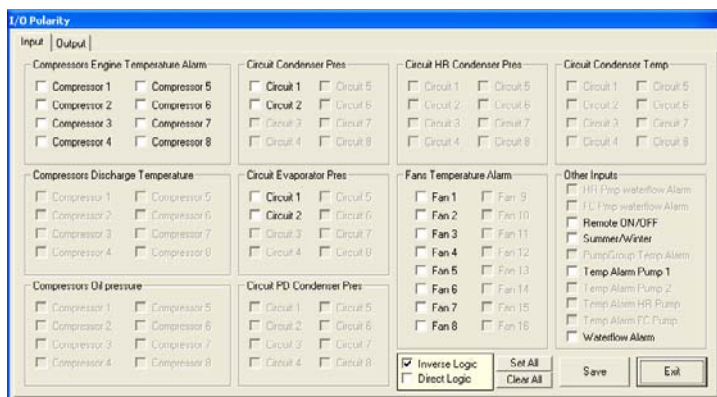 I/O Polarity
Input Output
Compressors Engine Temperature Alarm
Compressor 1 Compressor 5
Compressor 2 Compressor 6
Compressor 3 Compressor 7
Compressor 4 Compressor 8
Circuit Condenser Pres
Circuit 1 Circuit 5
Circuit 2 Circuit 6
Circuit 3 Circuit 7
Circuit 4 Circuit 8
Circuit HR Condenser Pres
Circuit 1 Circuit 5
Circuit 2 Circuit 6
Circuit 3 Circuit 7
Circuit 4 Circuit 8
Circuit Condenser Temp
Circuit 1 Circuit 5
Circuit 2 Circuit 6
Circuit 3 Circuit 7
Circuit 4 Circuit 8
Compressors Discharge Temperature
Compressor 1 Compressor 5
Compressor 2 Compressor 6
Compressor 3 Compressor 7
Compressor 4 Compressor 8
Circuit Evaporator Pres
Circuit 1 Circuit 5
Circuit 2 Circuit 6
Circuit 3 Circuit 7
Circuit 4 Circuit 8
Fans Temperature Alarm
Fan 1 Fan 9
Fan 2 Fan 10
Fan 3 Fan 11
Fan 4 Fan 12
Fan 5 Fan 13
Fan 6 Fan 14
Fan 7 Fan 15
Fan 8 Fan 16
Other Inputs
HR Pmp waterflow Alarm
FC Pmp waterflow Alarm
Remote ON/OFF
Summer/Winter
PumpGroup Temp Alarm
Temp Alarm Pump 1
Temp Alarm Pump 2
Temp Alarm HR Pump
Temp Alarm FC Pump
Waterflow Alarm
Compressors Oil pressure
Compressor 1 Compressor 5
Compressor 2 Compressor 6
Compressor 3 Compressor 7
Compressor 4 Compressor 8
Circuit PD Condenser Pres
Circuit 1 Circuit 5
Circuit 2 Circuit 6
Circuit 3 Circuit 7
Circuit 4 Circuit 8
Inverse Logic Set All
Direct Logic Clear All
Save Exit